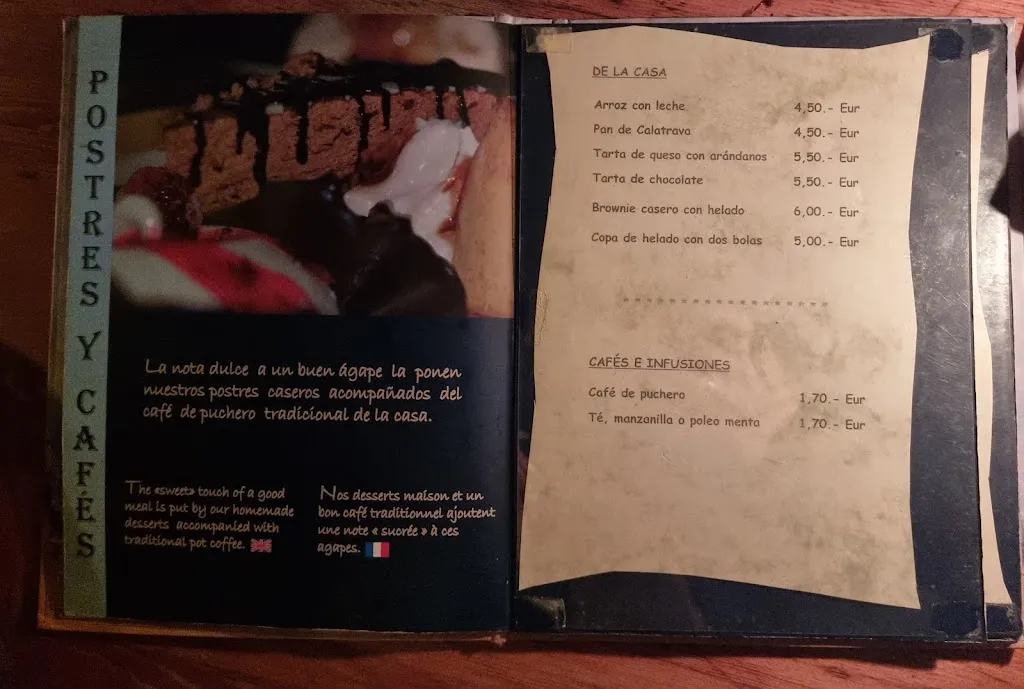 POSTRES Y CAFÉS
La nota dulce a un buen ágape la ponen
nuestros postres caseros acompañados del
café de puchero tradicional de la casa.
The «sweet» touch of a good
meal is put by our homemade
desserts accompanied with
traditional pot coffee.
Nos desserts maison et un
bon café traditionnel ajoutent
une note « sucrée » à ces
agapes.
DE LA CASA
Arroz con leche 4,50.- Eur
Pan de Calatrava 4,50.- Eur
Tarta de queso con arándanos 5,50.- Eur
Tarta de chocolate 5,50.- Eur
Brownie casero con helado 6,00.- Eur
Copa de helado con dos bolas 5,00.- Eur
CAFÉS E INFUSIONES
Café de puchero 1,70.- Eur
Té, manzanilla o poleo menta 1,70.- Eur